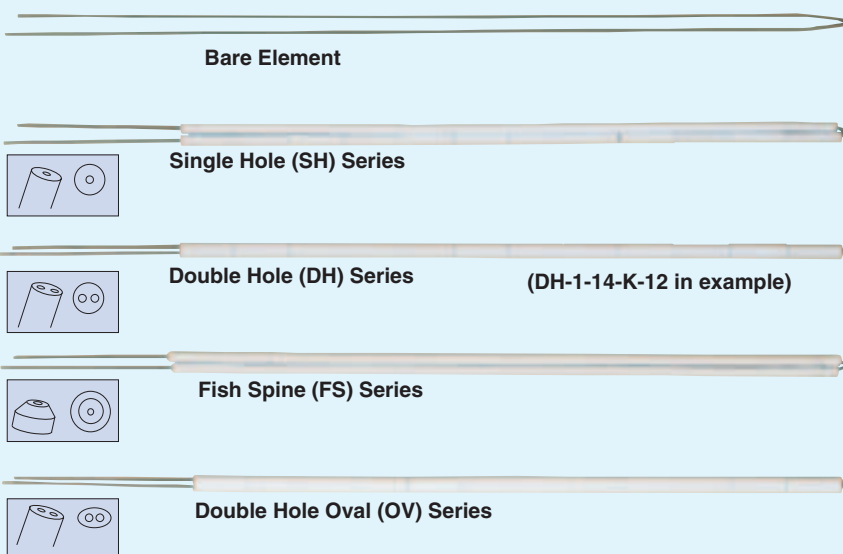 Bare Element
Single Hole (SH) Series
Double Hole (DH) Series
(DH-1-14-K-12 in example)
Fish Spine (FS) Series
Double Hole Oval (OV) Series